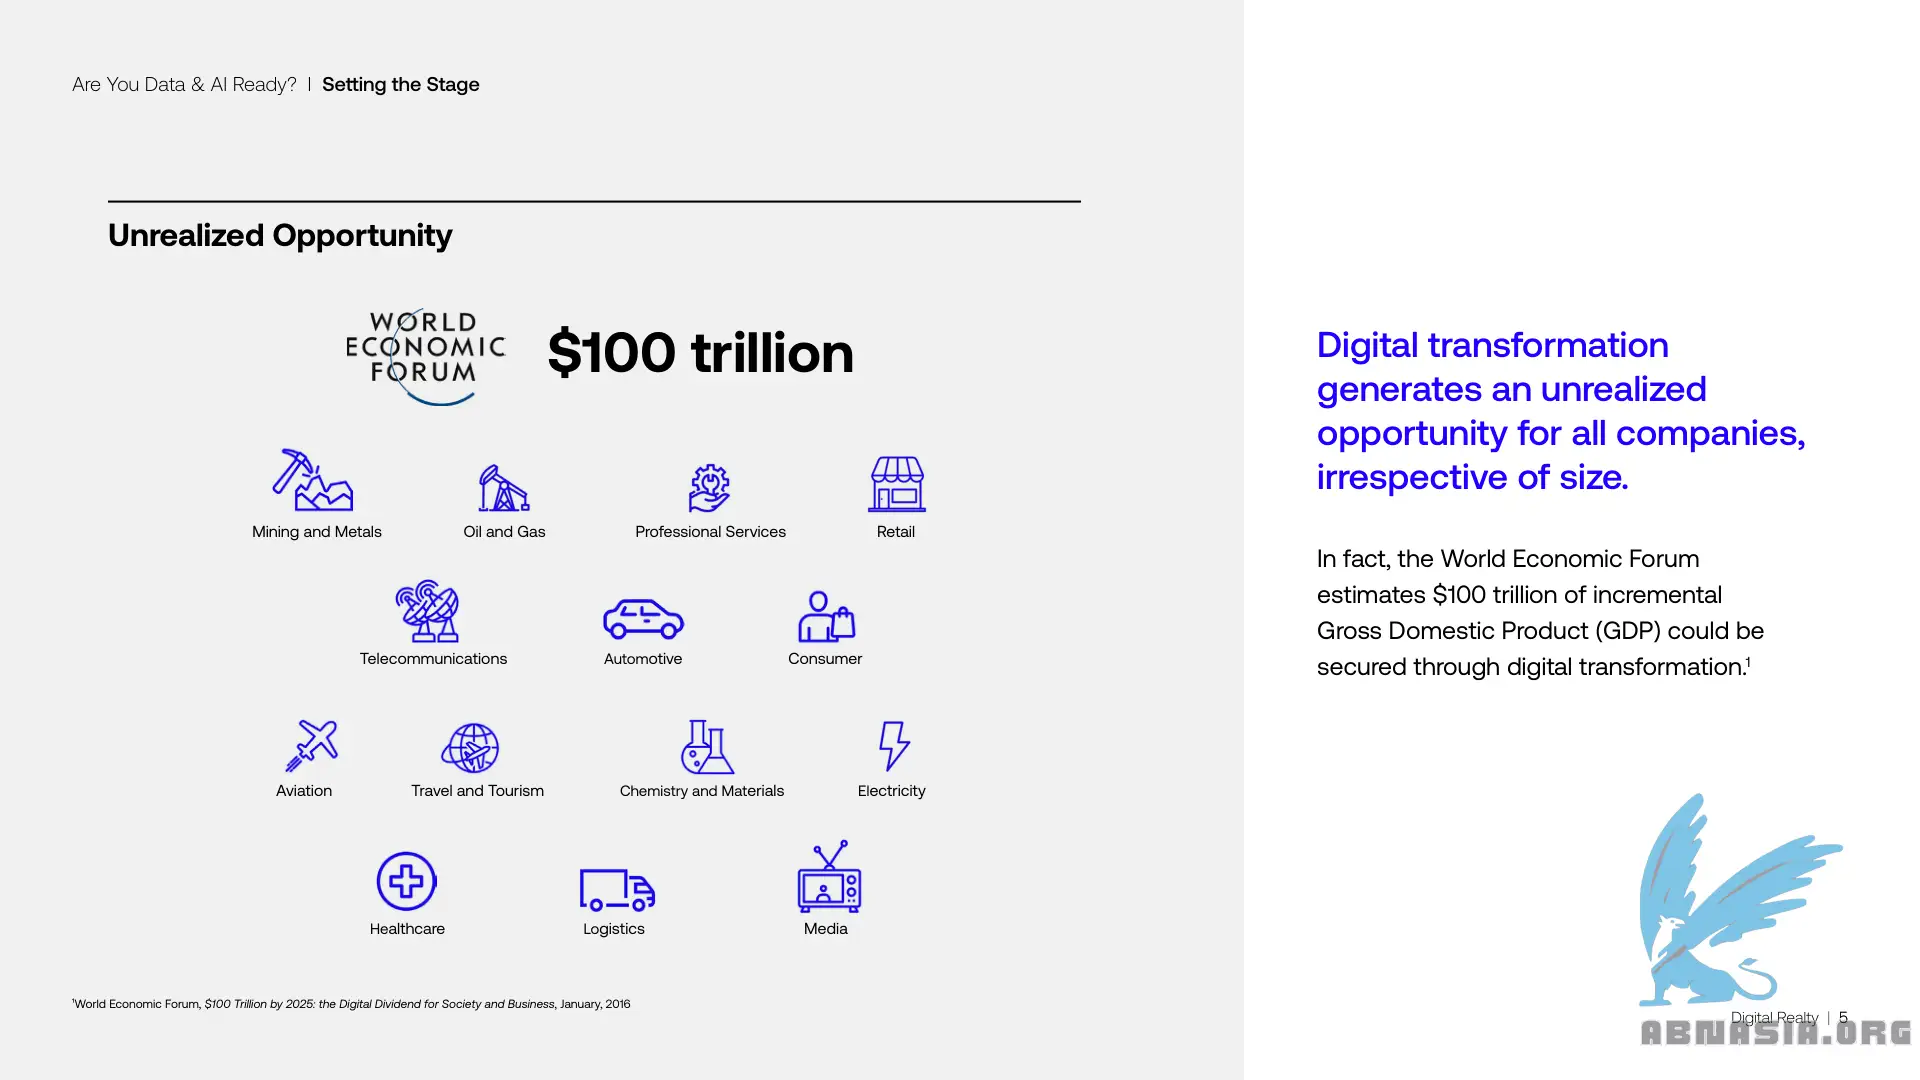 Are You Data & AI Ready? | Setting the Stage
Unrealized Opportunity
WORLD
ECONOMIC
FORUM
$100 trillion
Mining and Metals
Oil and Gas
Professional Services
Retail
Telecommunications
Automotive
Consumer
Aviation
Travel and Tourism
Chemistry and Materials
Electricity
Healthcare
Logistics
Media
¹World Economic Forum, $100 Trillion by 2025: the Digital Dividend for Society and Business, January, 2016
Digital transformation
generates an unrealized
opportunity for all companies,
irrespective of size.
In fact, the World Economic Forum
estimates $100 trillion of incremental
Gross Domestic Product (GDP) could be
secured through digital transformation.¹
Digital Realty | 5
ABNASIA.ORG